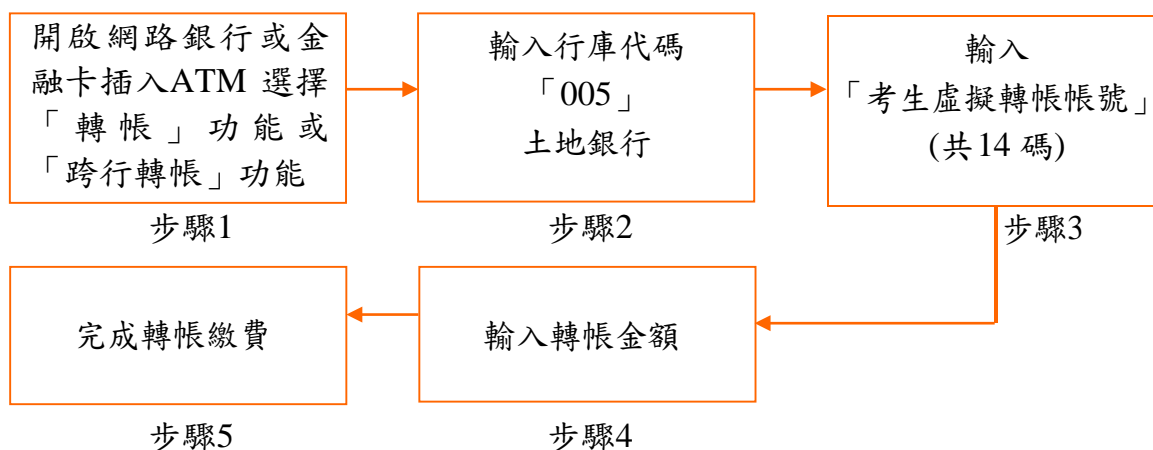 開啟網路銀行或金
融卡插入ATM 選擇
「轉帳」功能或
「跨行轉帳」功能
步驟1
輸入行庫代碼
「005」
土地銀行
步驟2
輸入
「考生虛擬轉帳帳號」
(共14 碼)
步驟3
輸入轉帳金額
步驟4
完成轉帳繳費
步驟5